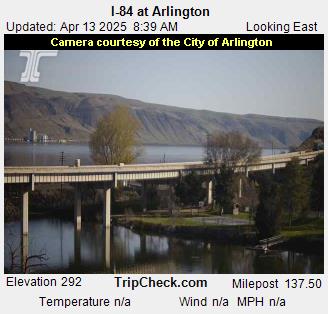 I-84 at Arlington
Updated: Apr 13 2025 8:39 AM Looking East
Camera courtesy of the City of Arlington
Elevation 292 TripCheck.com Milepost 137.50
Temperature n/a Wind n/a MPH n/a